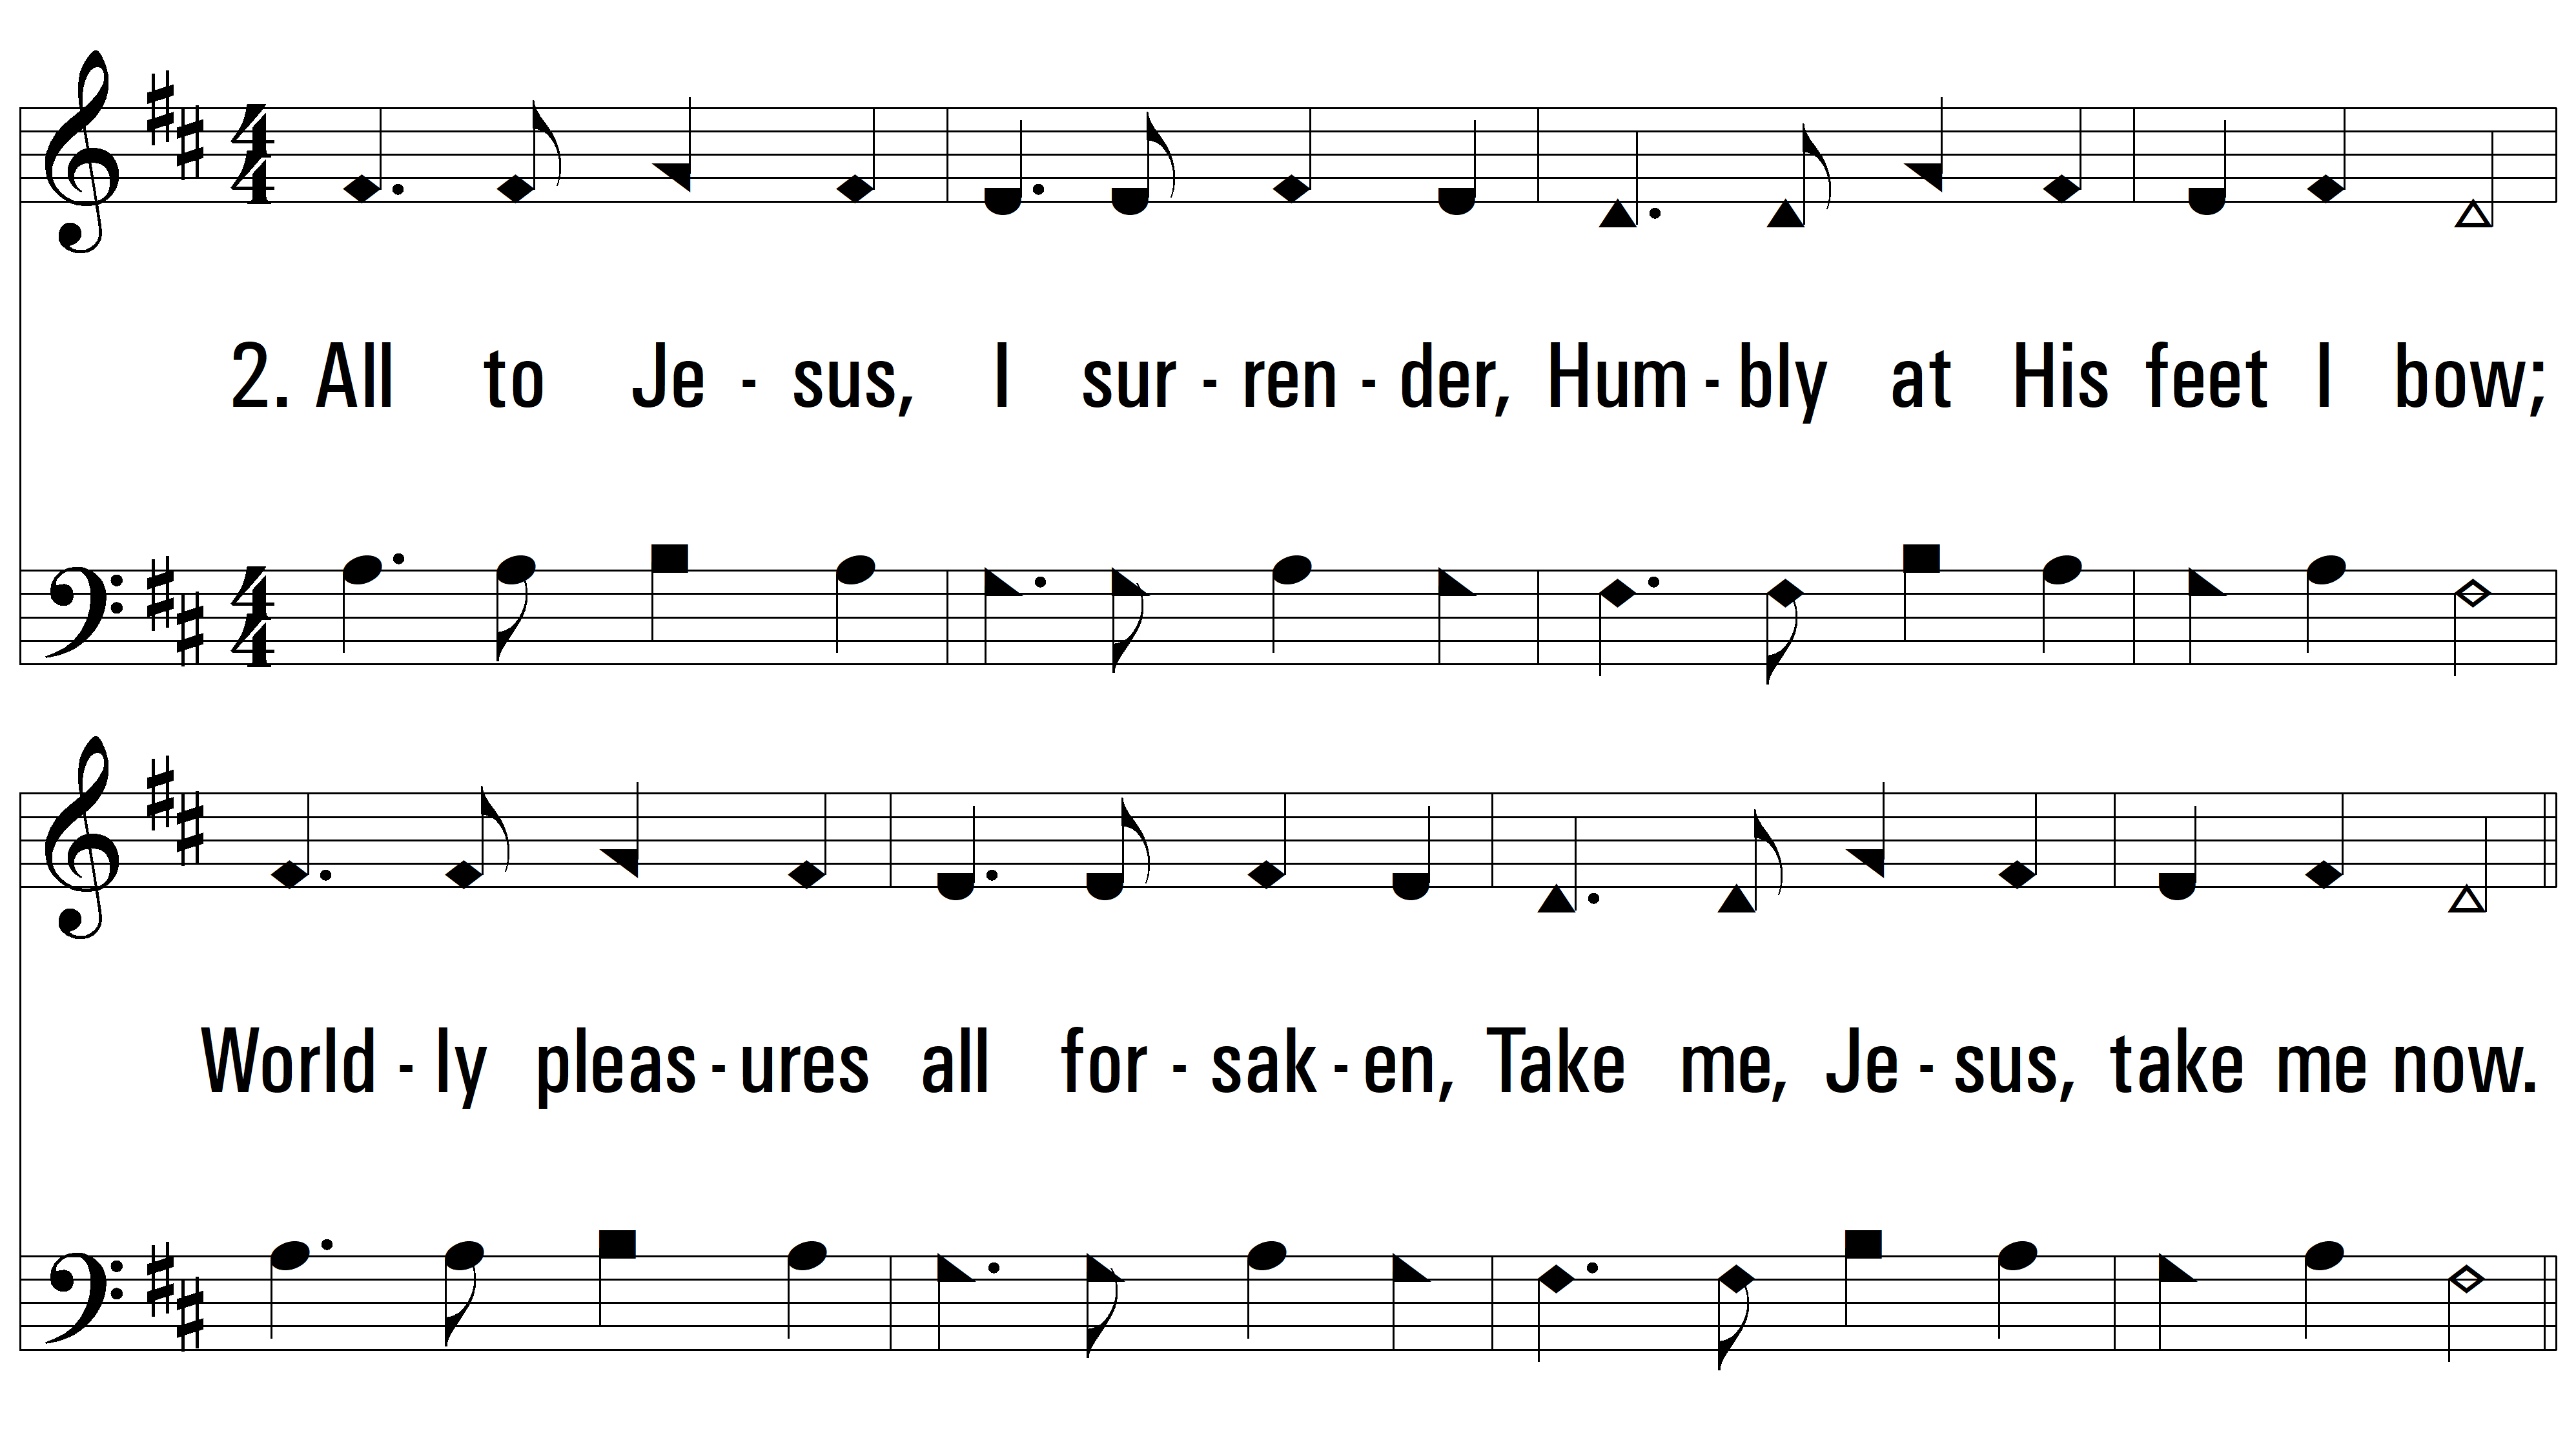 2. All to Je - sus, I sur - ren - der, Hum - bly at His feet I bow;
World - ly pleas - ures all for - sak - en, Take me, Je - sus, take me now.